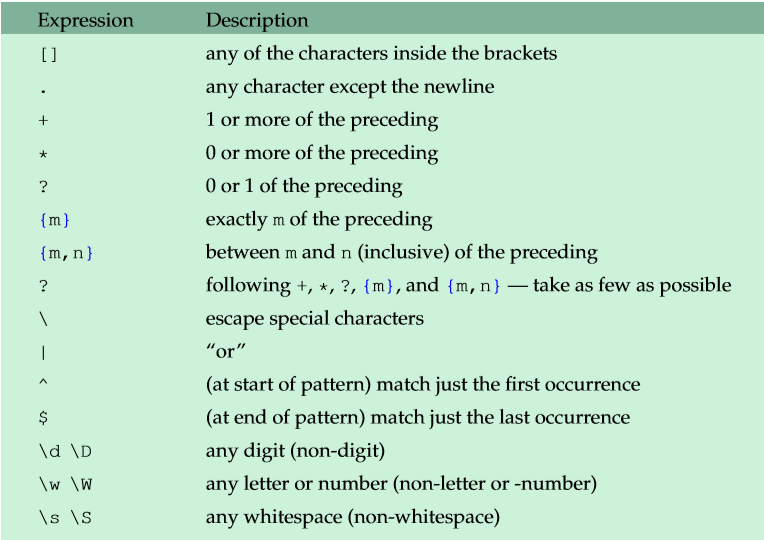 Expression Description
[] any of the characters inside the brackets
. any character except the newline
+ 1 or more of the preceding
* 0 or more of the preceding
? 0 or 1 of the preceding
{m} exactly m of the preceding
{m,n} between m and n (inclusive) of the preceding
? following +, *, ?, {m}, and {m,n} — take as few as possible
\ escape special characters
| “or”
^ (at start of pattern) match just the first occurrence
$ (at end of pattern) match just the last occurrence
\d \D any digit (non-digit)
\w \W any letter or number (non-letter or -number)
\s \S any whitespace (non-whitespace)